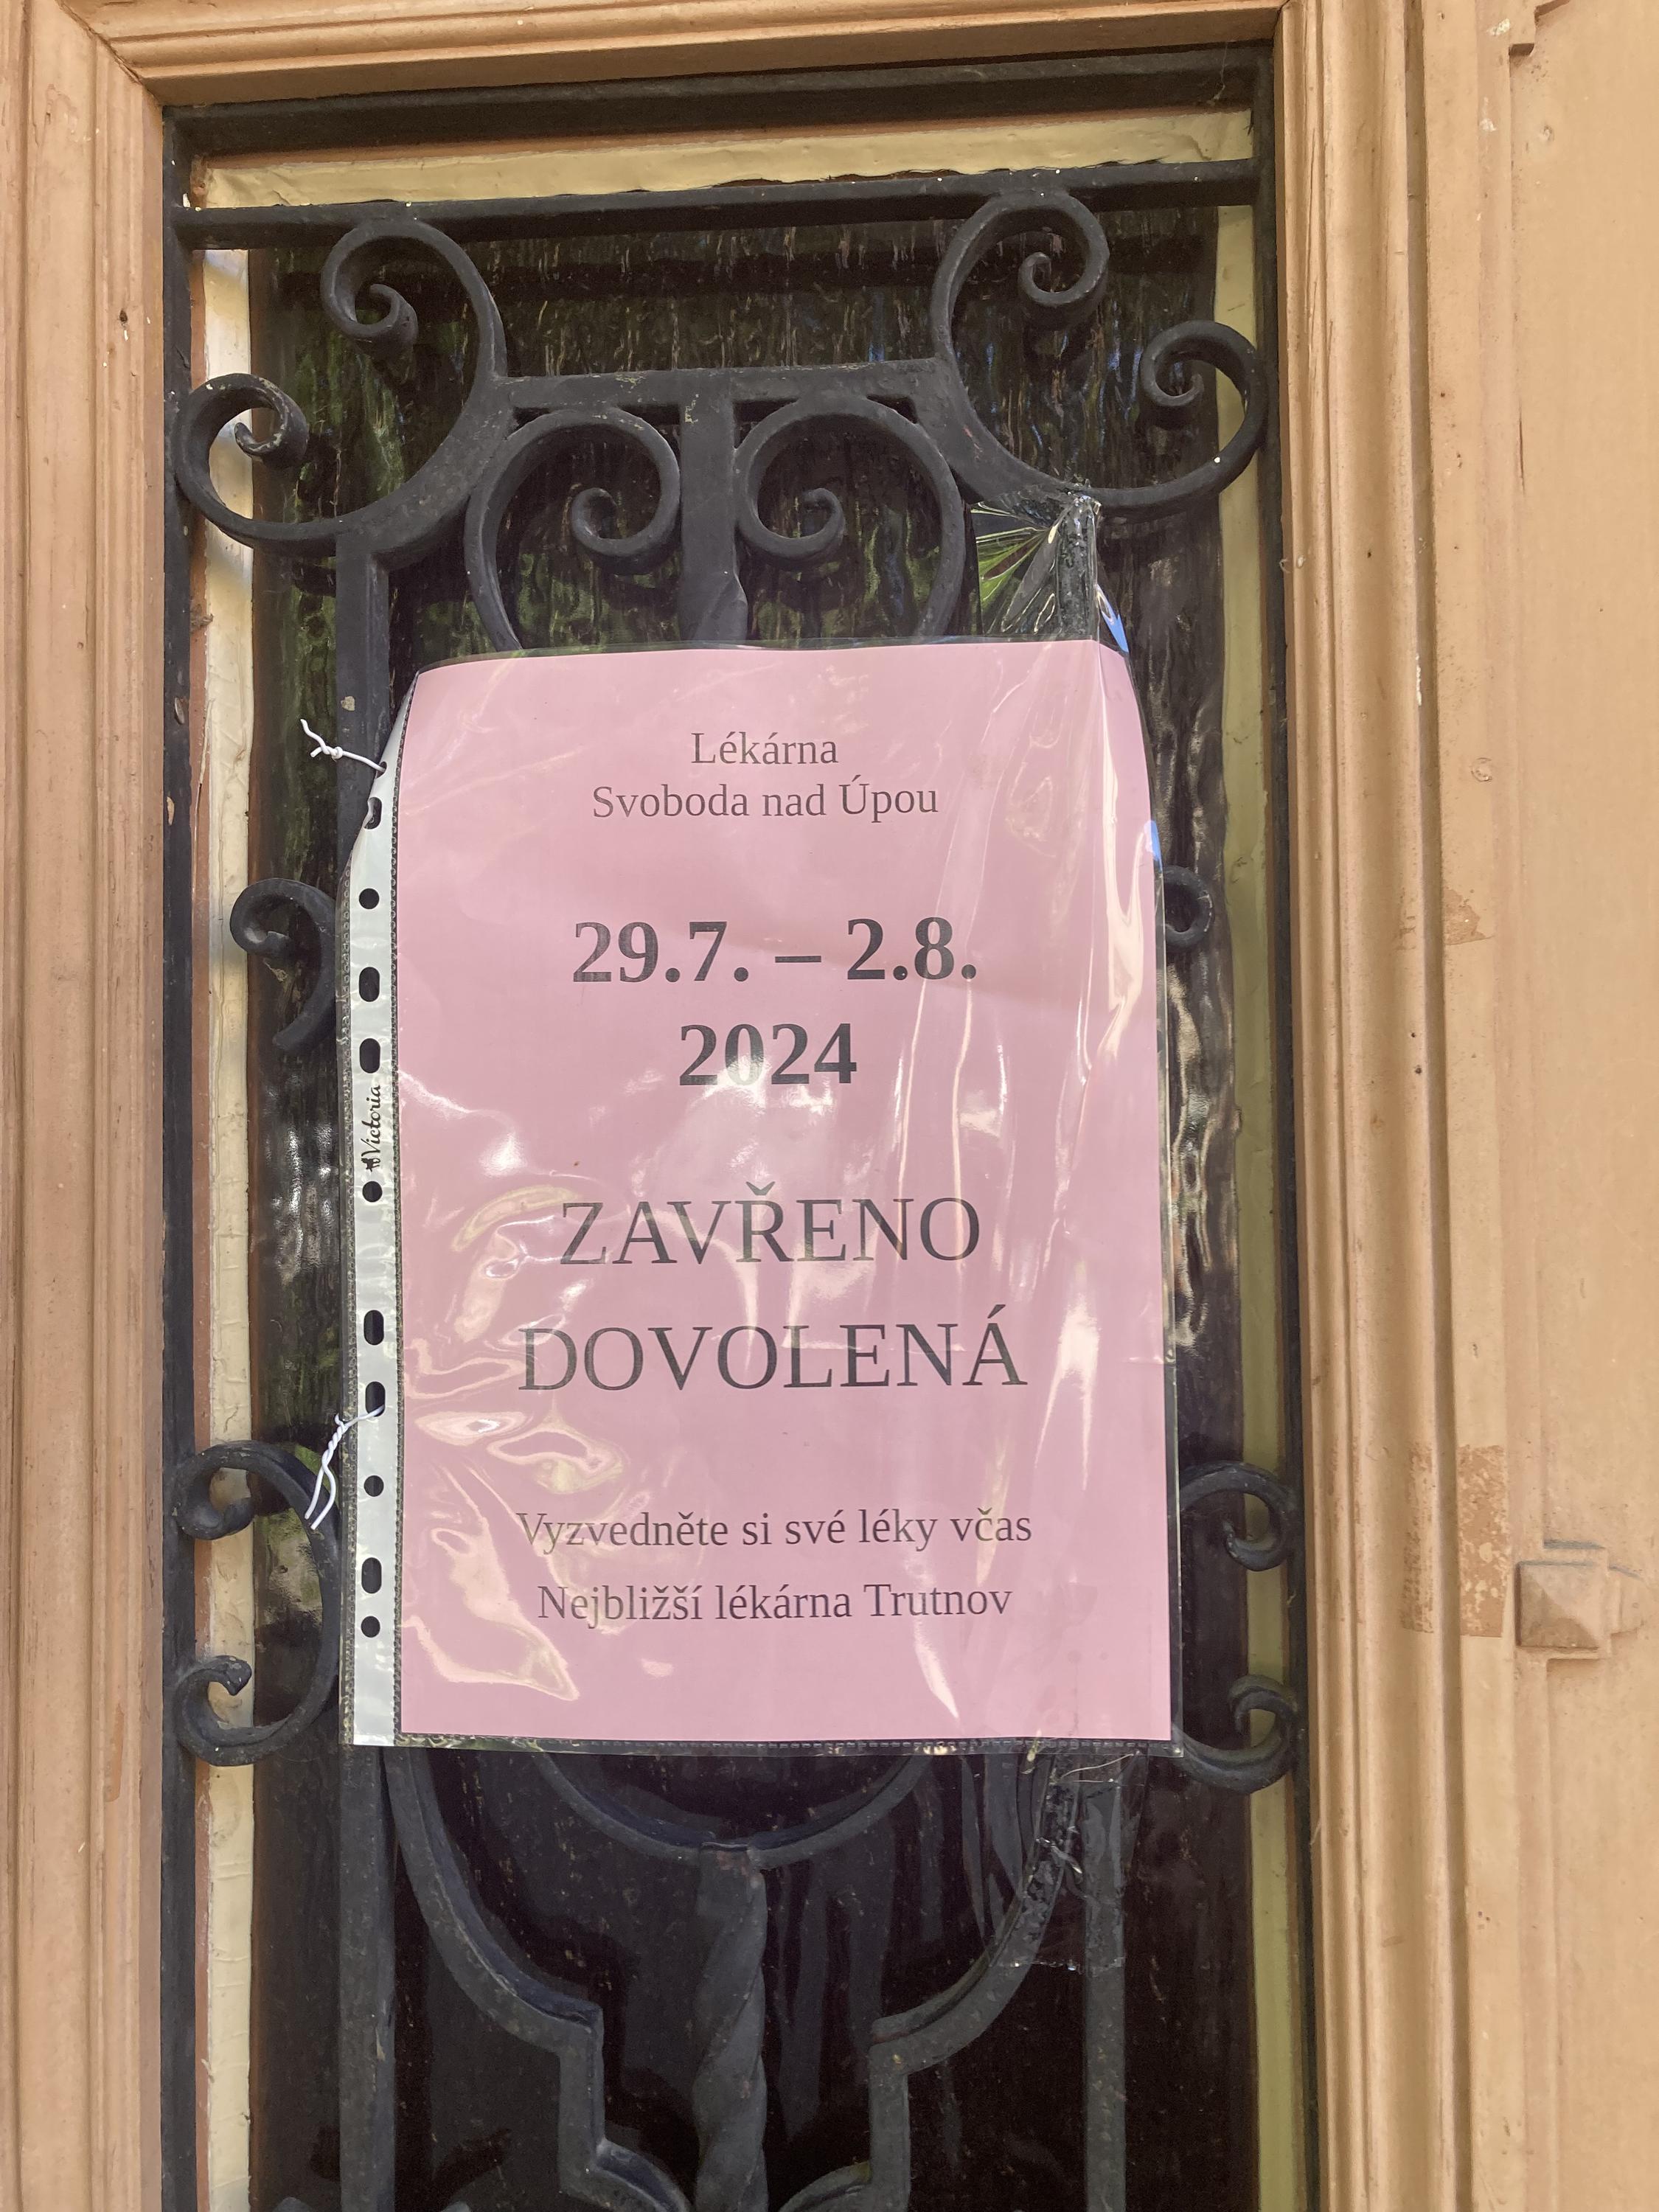 Lékárna
Svoboda nad Úpou
29.7. – 2.8.
2024
ZAVŘENO
DOVOLENÁ
Vyzvedněte si své léky včas
Nejbližší lékárna Trutnov
Victoria